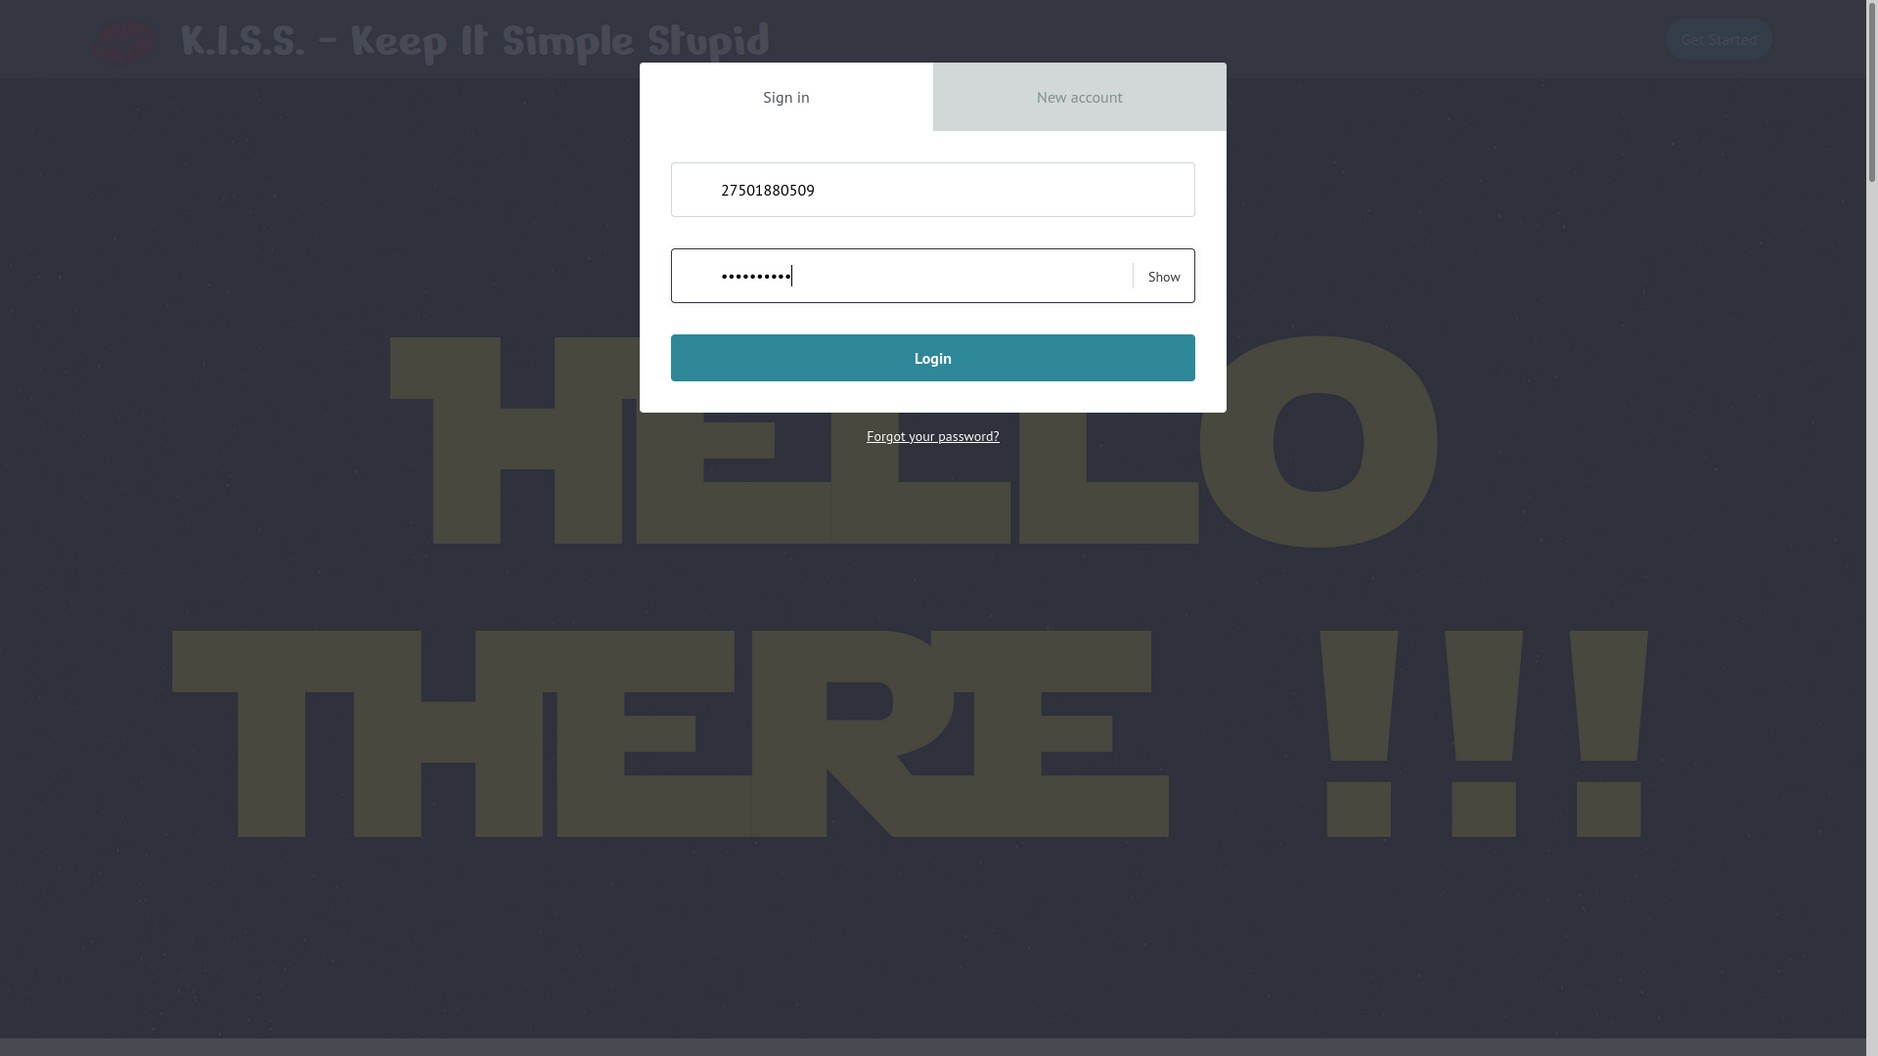 K.I.S.S. - Keep It Simple Stupid
Get Started
Sign in
New account
27501880509
••••••••••
Show
Login
Forgot your password?
HELLO
THERE !!!